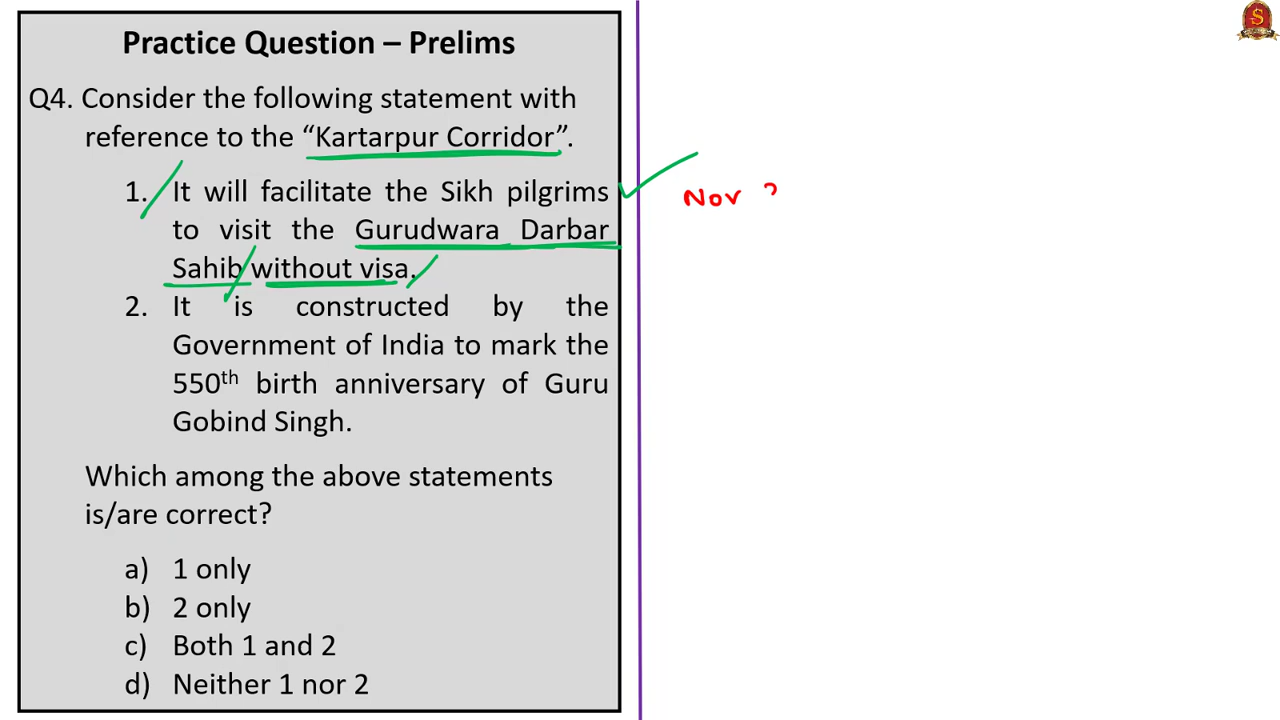 Practice Question – Prelims
Q4. Consider the following statement with
reference to the “Kartarpur Corridor”.
1. It will facilitate the Sikh pilgrims
to visit the Gurudwara Darbar
Sahib without visa.
2. It is constructed by the
Government of India to mark the
550th birth anniversary of Guru
Gobind Singh.
Which among the above statements
is/are correct?
a) 1 only
b) 2 only
c) Both 1 and 2
d) Neither 1 nor 2
Nov
S